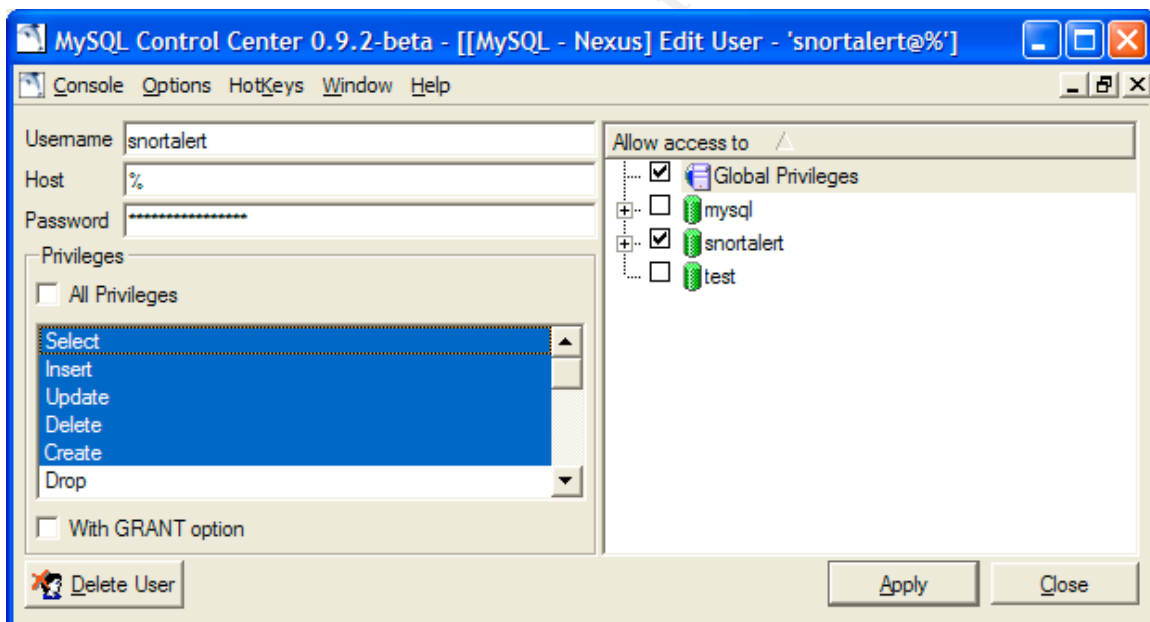 MySQL Control Center 0.9.2-beta - [[MySQL - Nexus] Edit User - 'snortalert@%']
Console Options HotKeys Window Help
Username snortalert
Host %
Password ****************
Privileges
All Privileges
Select
Insert
Update
Delete
Create
Drop
With GRANT option
Delete User
Allow access to
Global Privileges
mysql
snortalert
test
Apply Close